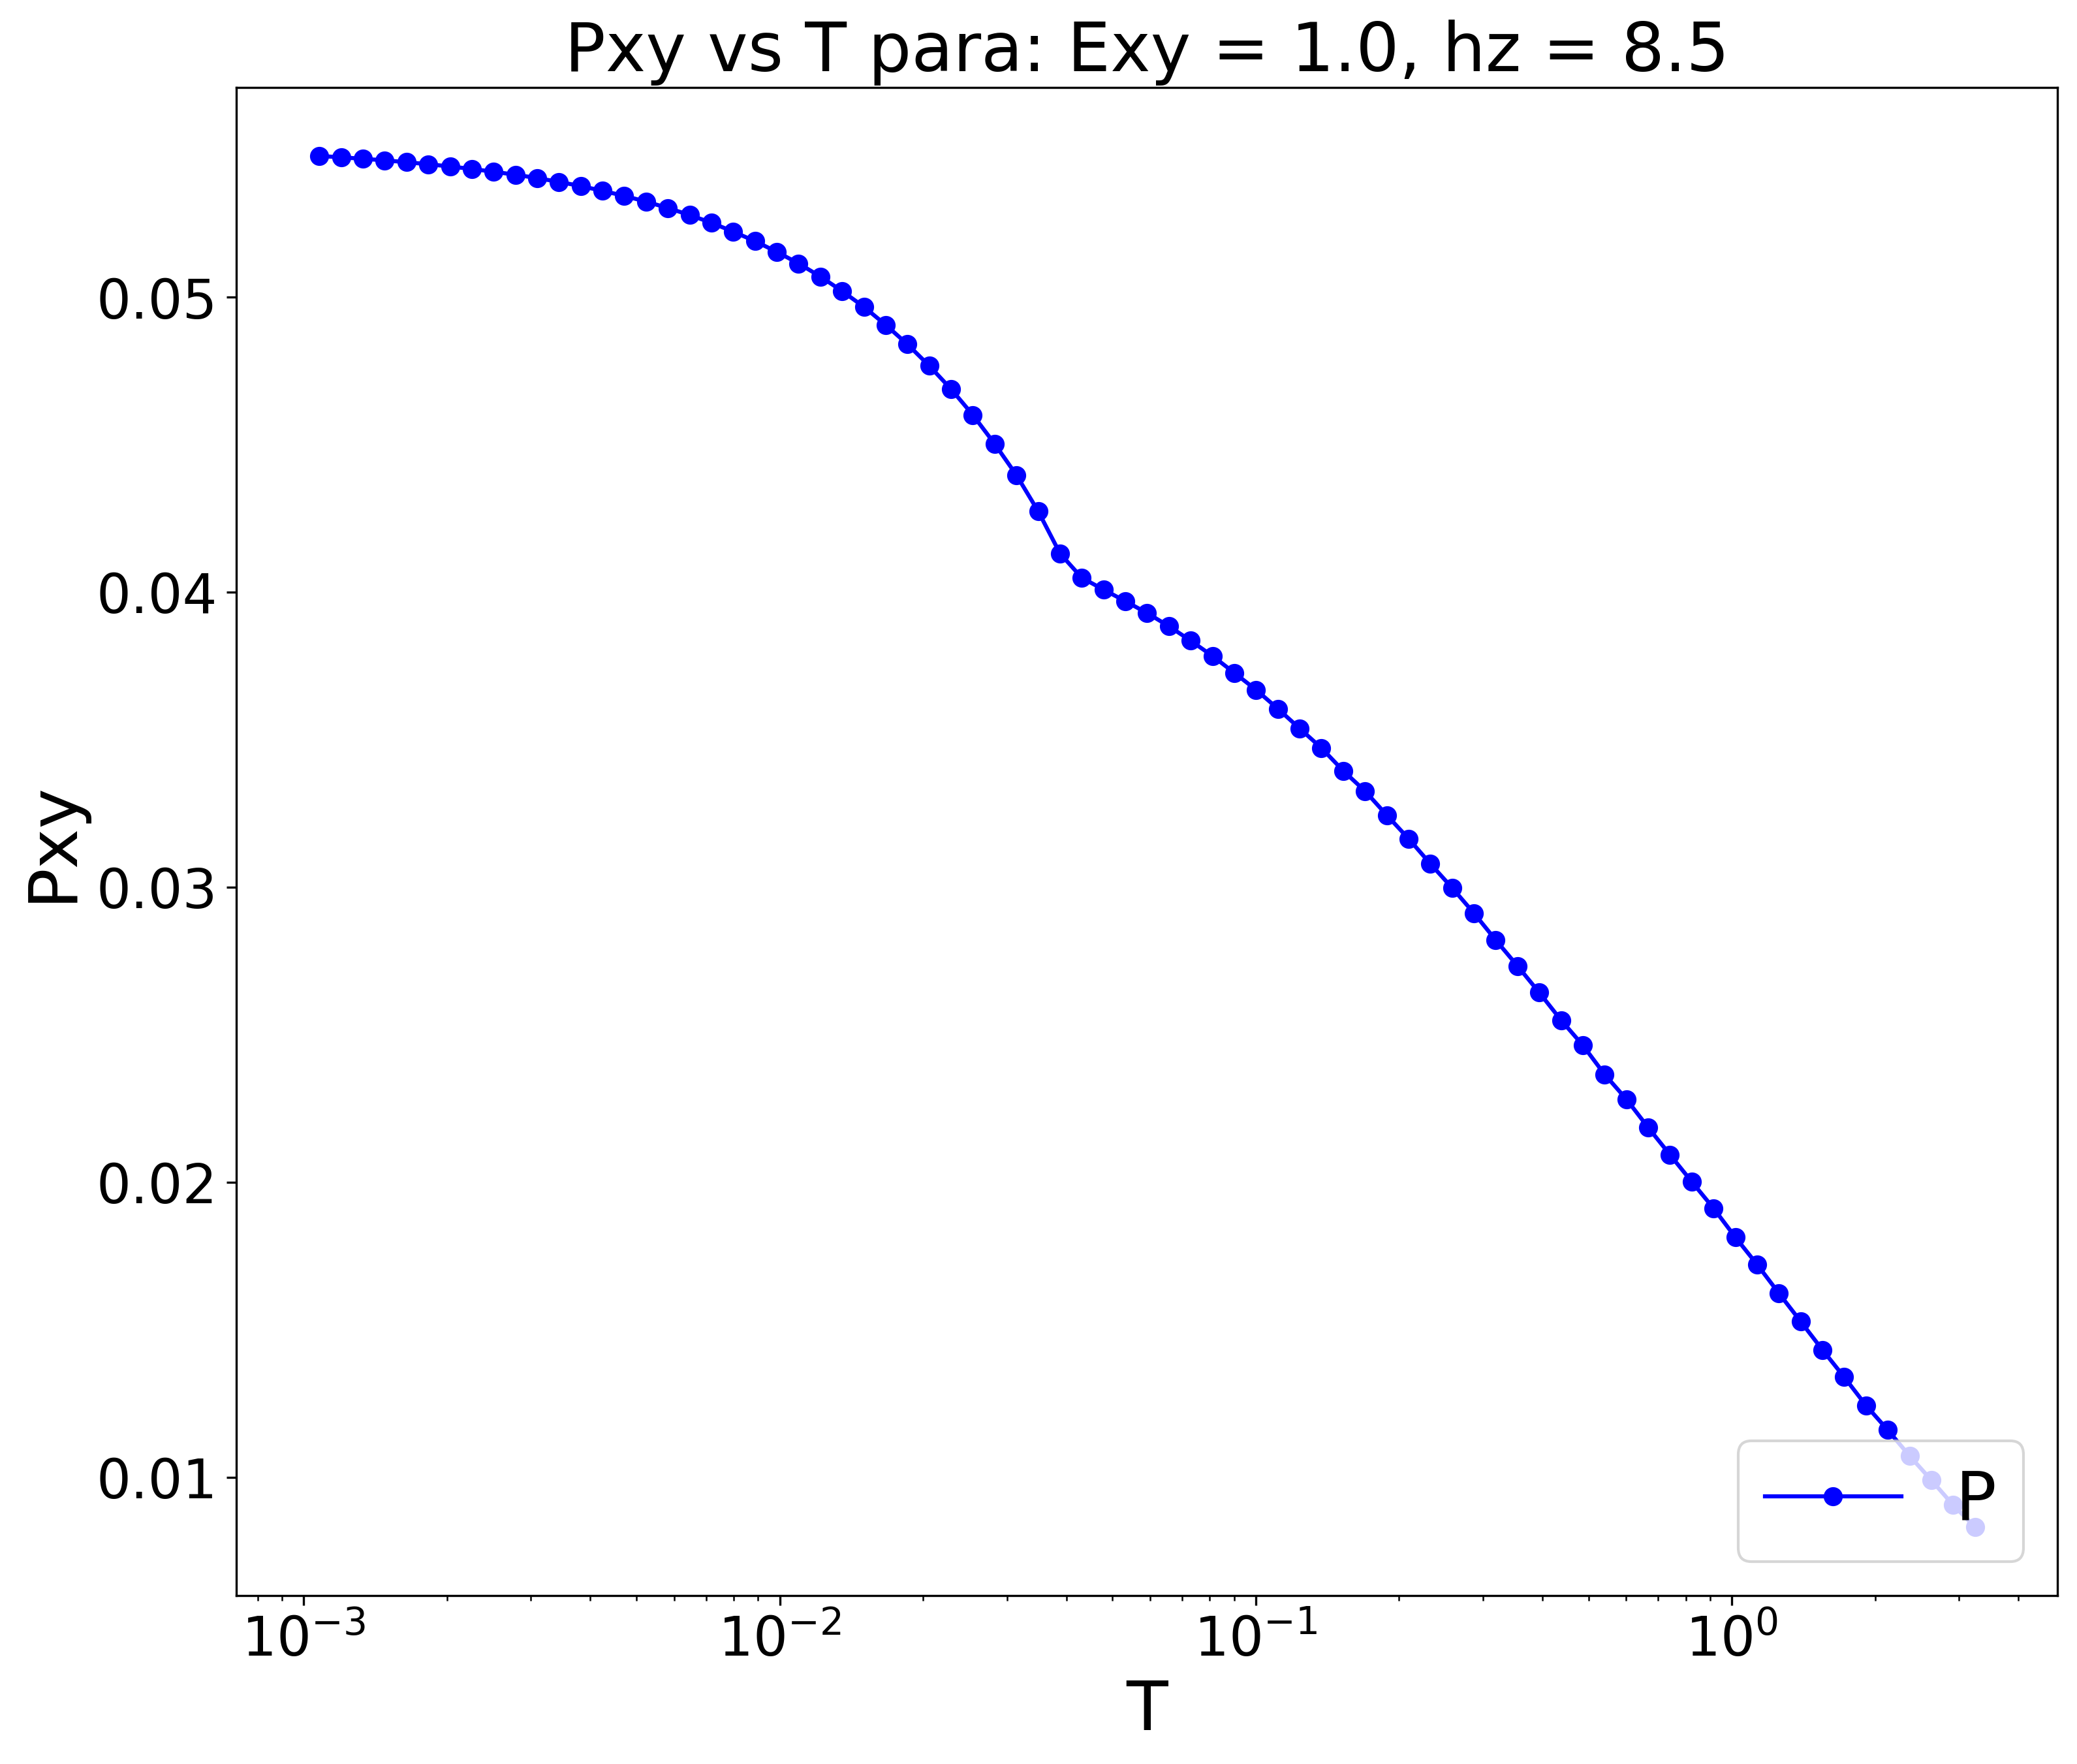 Pxy vs T para: Exy = 1.0, hz = 8.5
Pxy
0.05
0.04
0.03
0.02
0.01
10⁻³ 10⁻² 10⁻¹ 10⁰
T
P